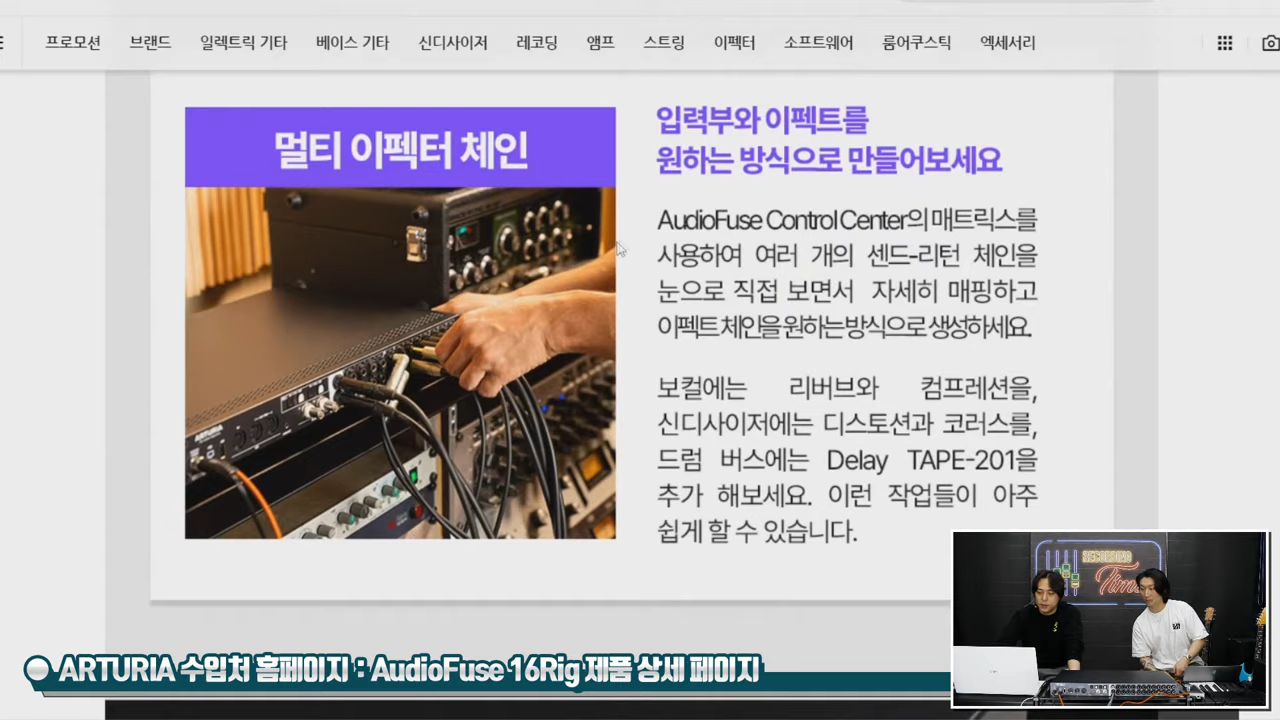 프로모션 브랜드 일렉트릭 기타 베이스 기타 신디사이저 레코딩 앰프 스트링 이펙터 소프트웨어 룸어쿠스틱 엑세서리
멀티 이펙터 체인
ARTURIA
입력부와 이펙트를
원하는 방식으로 만들어보세요
AudioFuse Control Center의 매트릭스를
사용하여 여러 개의 센드-리턴 체인을
눈으로 직접 보면서 자세히 매핑하고
이펙트 체인을 원하는 방식으로 생성하세요.
보컬에는 리버브와 컴프레션을,
신디사이저에는 디스토션과 코러스를,
드럼 버스에는 Delay TAPE-201을
추가 해보세요. 이런 작업들이 아주
쉽게 할 수 있습니다.
RECORDING
Time
ARTURIA 수입처 홈페이지 : AudioFuse 16Rig 제품 상세 페이지